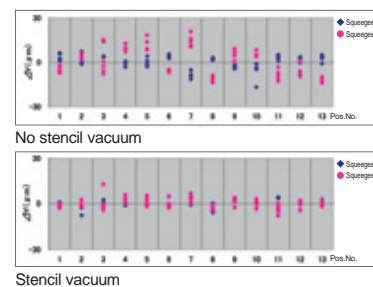 30
Squeegee
Squeegee
ΔY(μm)
0
-30
1 2 3 4 5 6 7 8 9 10 11 12 13 Pos.No.
No stencil vacuum
30
Squeegee
Squeegee
ΔY(μm)
0
-30
1 2 3 4 5 6 7 8 9 10 11 12 13 Pos.No.
Stencil vacuum